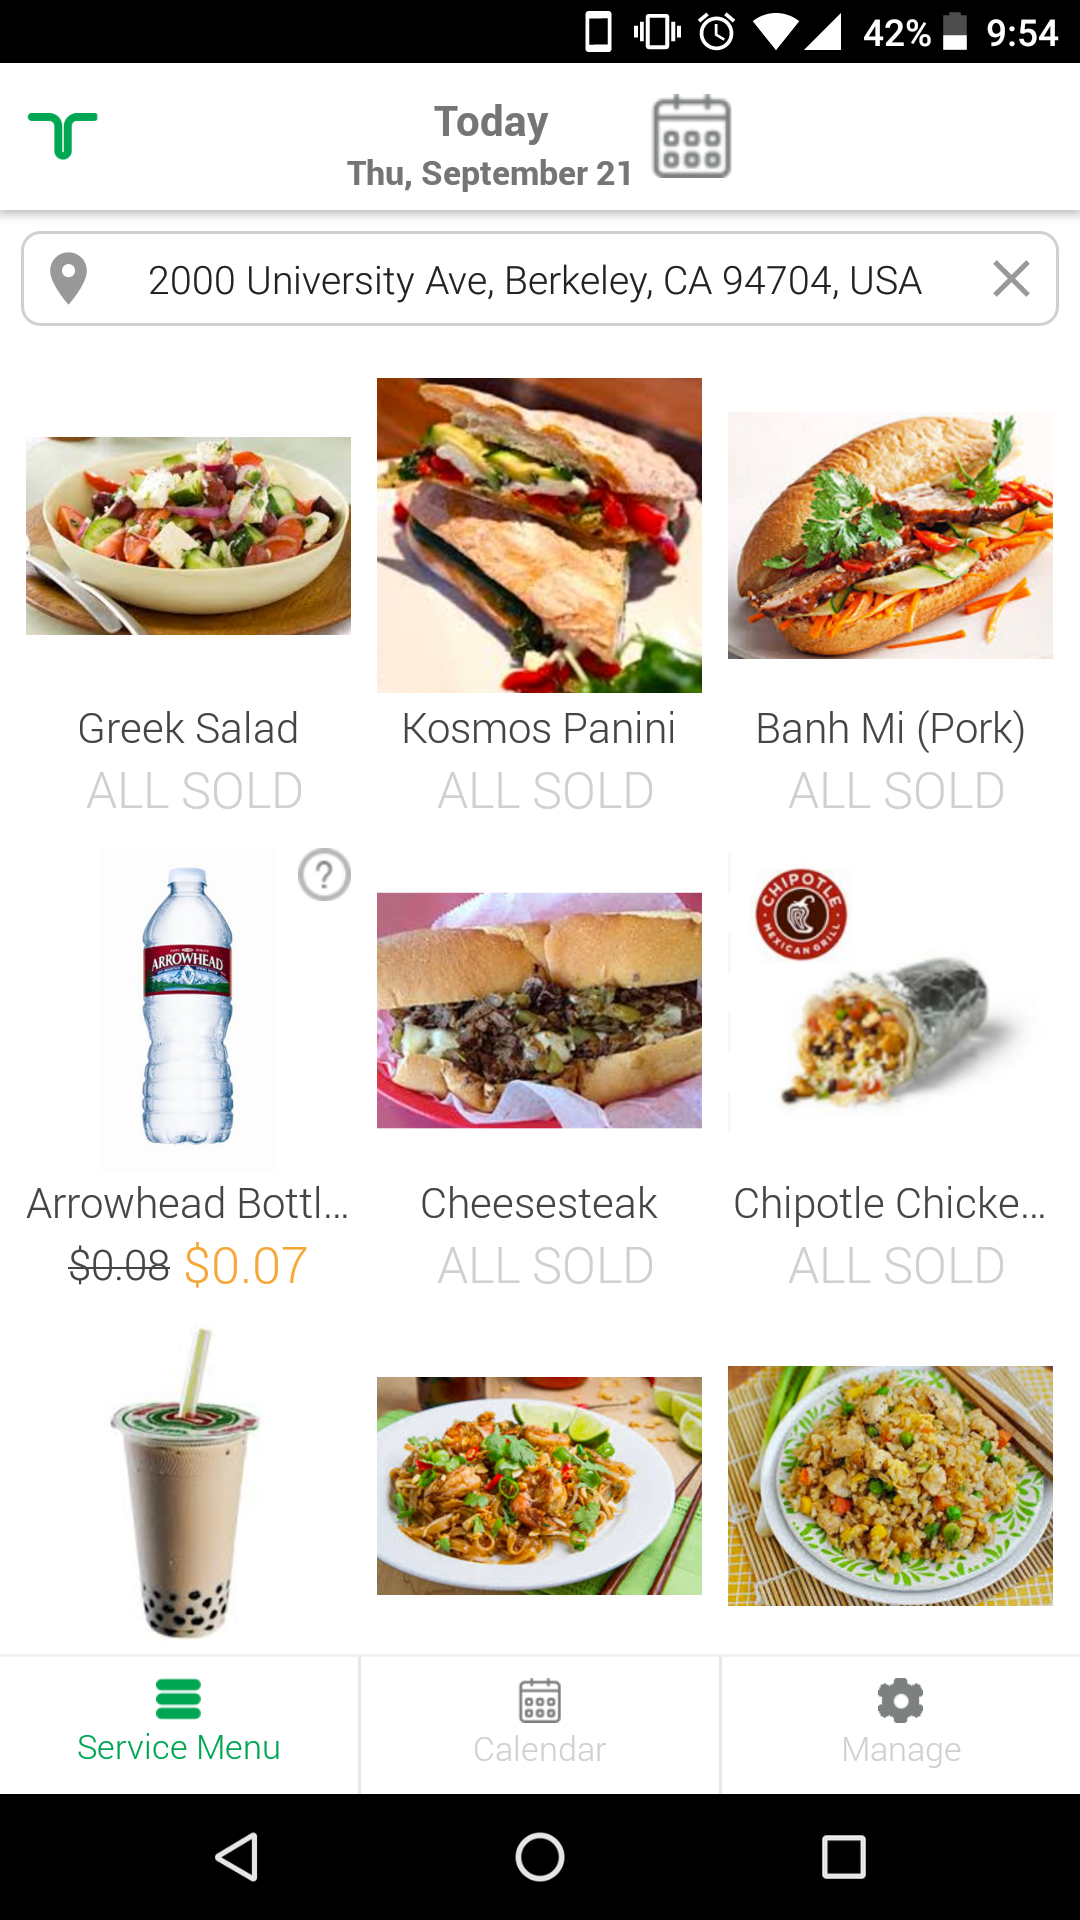 42% 9:54
Today
Thu, September 21
2000 University Ave, Berkeley, CA 94704, USA
Greek Salad
Kosmos Panini
Banh Mi (Pork)
ALL SOLD
ALL SOLD
ALL SOLD
?
ARROWHEAD
CHIPOTLE
MEXICAN GRILL
Arrowhead Bottl...
Cheesesteak
Chipotle Chicke...
$0.08 $0.07
ALL SOLD
ALL SOLD
Service Menu
Calendar
Manage